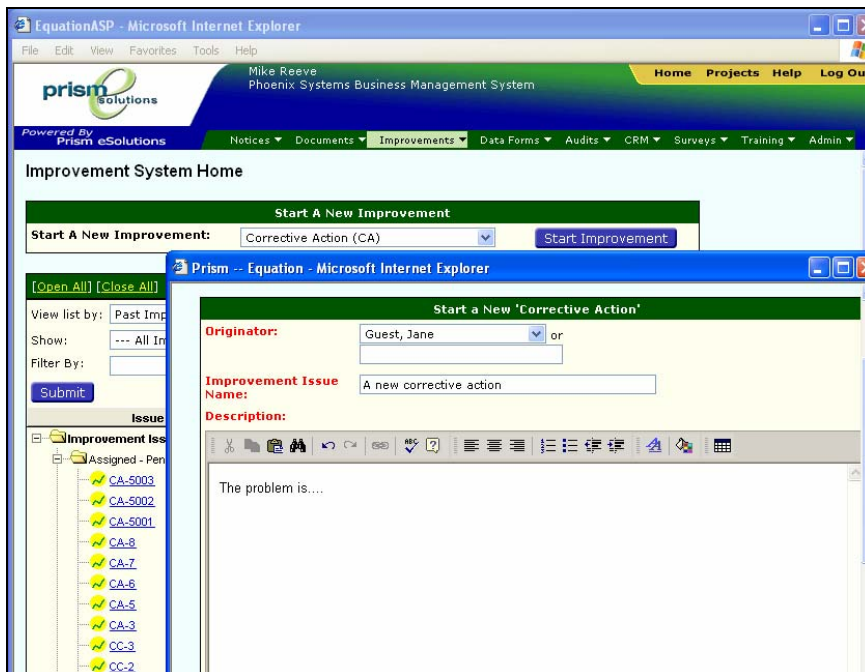 EquationASP - Microsoft Internet Explorer
File Edit View Favorites Tools Help
prism solutions
Mike Reeve
Phoenix Systems Business Management System
Home Projects Help Log Ou
Powered By
Prism eSolutions
Notices Documents Improvements Data Forms Audits CRM Surveys Training Admin
Improvement System Home
Start A New Improvement
Start A New Improvement: Corrective Action (CA) Start Improvement
Prism -- Equation - Microsoft Internet Explorer
[Open All] [Close All]
View list by: Past Imp
Show: --- All Im
Filter By:
Submit
Issue
Improvement Iss
Assigned - Pen
CA-5003
CA-5002
CA-5001
CA-8
CA-7
CA-6
CA-5
CA-3
CC-3
CC-2
Start a New 'Corrective Action'
Originator: Guest, Jane or
Improvement Issue Name: A new corrective action
Description:
ABC
The problem is....